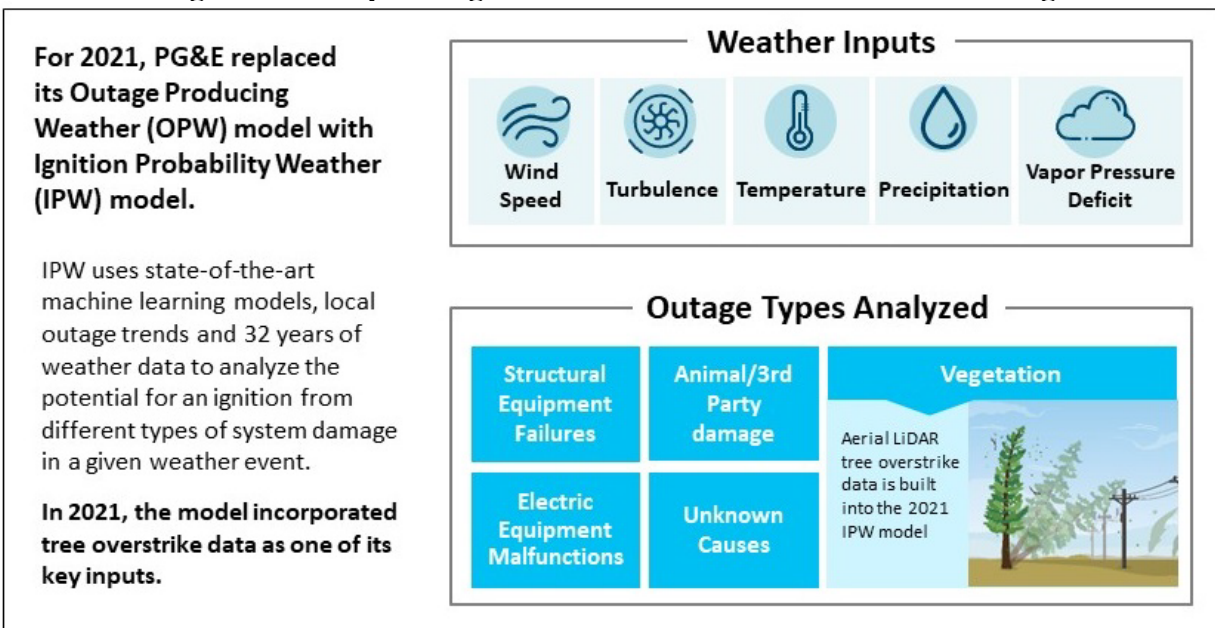 For 2021, PG&E replaced
its Outage Producing
Weather (OPW) model with
Ignition Probability Weather
(IPW) model.
IPW uses state-of-the-art
machine learning models, local
outage trends and 32 years of
weather data to analyze the
potential for an ignition from
different types of system damage
in a given weather event.
In 2021, the model incorporated
tree overstrike data as one of its
key inputs.
Weather Inputs
Wind
Speed
Turbulence
Temperature
Precipitation
Vapor Pressure
Deficit
Outage Types Analyzed
Structural
Equipment
Failures
Animal/3rd
Party
damage
Electric
Equipment
Malfunctions
Unknown
Causes
Vegetation
Aerial LiDAR
tree overstrike
data is built
into the 2021
IPW model